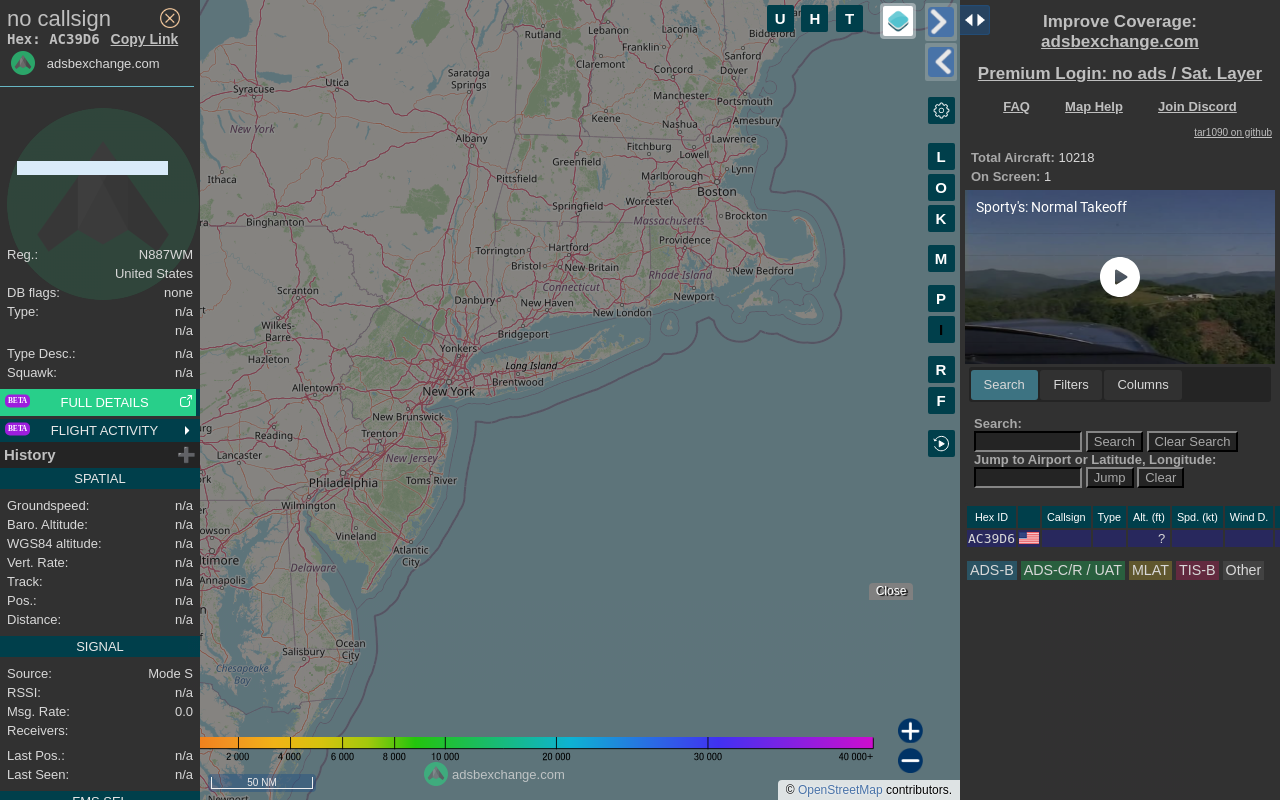 no callsign
Hex: AC39D6 Copy Link
adsbexchange.com
Reg.: N887WM
United States
DB flags: none
Type: n/a
n/a
Type Desc.: n/a
Squawk: n/a
BETA FULL DETAILS
BETA FLIGHT ACTIVITY
History
SPATIAL
Groundspeed: n/a
Baro. Altitude: n/a
WGS84 altitude: n/a
Vert. Rate: n/a
Track: n/a
Pos.: n/a
Distance: n/a
SIGNAL
Source: Mode S
RSSI: n/a
Msg. Rate: 0.0
Receivers:
Last Pos.: n/a
Last Seen: n/a
FMS SEL
U H T
L
O
K
M
P
I
R
F
Rutland
Lebanon
Laconia
Biddeford
Franklin
Sanford
Claremont
Concord
Dover
Saratoga
Springs
Utica
Syracuse
Manchester
Portsmouth
Keene
Nashua
Amesbury
New York
Albany
Lawrence
Fitchburg
Lowell
Greenfield
Lynn
Ithaca
Pittsfield
Marlborough
Boston
Worcester
Springfield
Binghamton
Massachusetts
Brockton
Providence
Torrington
Hartford
Bristol
New Britain
New Bedford
Rhode Island
Connecticut
Scranton
Danbury
New Haven
Newport
New London
Wilkes-
Barre
Bridgeport
Yonkers
Hazleton
Long Island
Brentwood
Allentown
New York
New Brunswick
Reading
Trenton
Lancaster
New Jersey
Philadelphia
Toms River
Wilmington
Vineland
Atlantic
City
Annapolis
Delaware
Ocean
City
Salisbury
Chesapeake
Bay
Newport
Close
2 000 4 000 6 000 8 000 10 000 20 000 30 000 40 000+
adsbexchange.com
50 NM
© OpenStreetMap contributors.
Improve Coverage:
adsbexchange.com
Premium Login: no ads / Sat. Layer
FAQ Map Help Join Discord
tar1090 on github
Total Aircraft: 10218
On Screen: 1
Sporty's: Normal Takeoff
Search Filters Columns
Search:
Search Clear Search
Jump to Airport or Latitude, Longitude:
Jump Clear
Hex ID Callsign Type Alt. (ft) Spd. (kt) Wind D.
AC39D6 ?
ADS-B ADS-C/R / UAT MLAT TIS-B Other